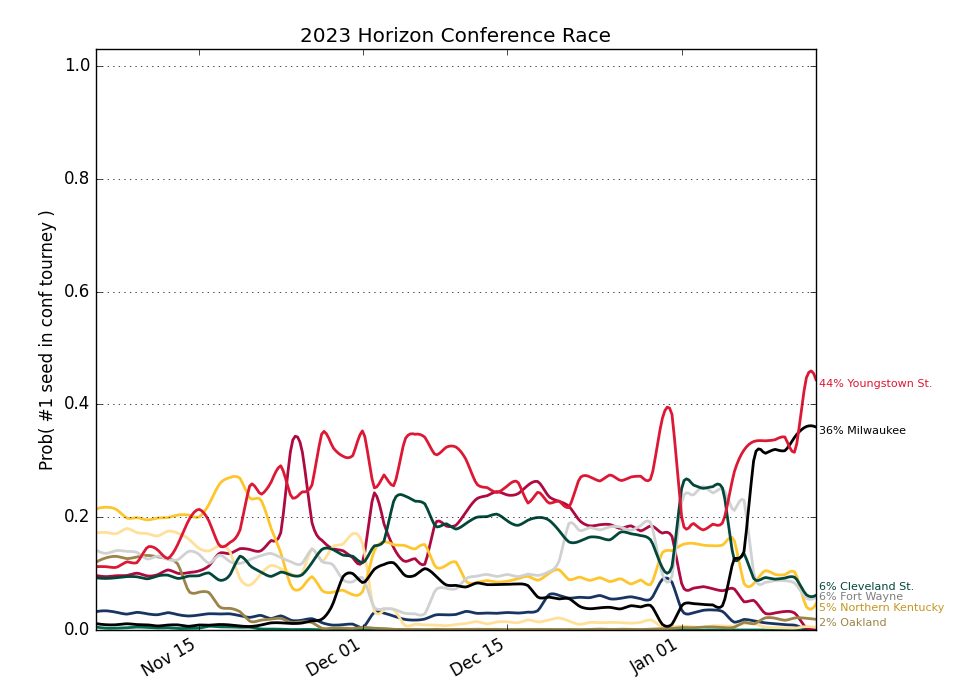 2023 Horizon Conference Race
Prob( #1 seed in conf tourney )
1.0
0.8
0.6
0.4
0.2
0.0
Nov 15
Dec 01
Dec 15
Jan 01
44% Youngstown St.
36% Milwaukee
6% Cleveland St.
6% Fort Wayne
5% Northern Kentucky
2% Oakland